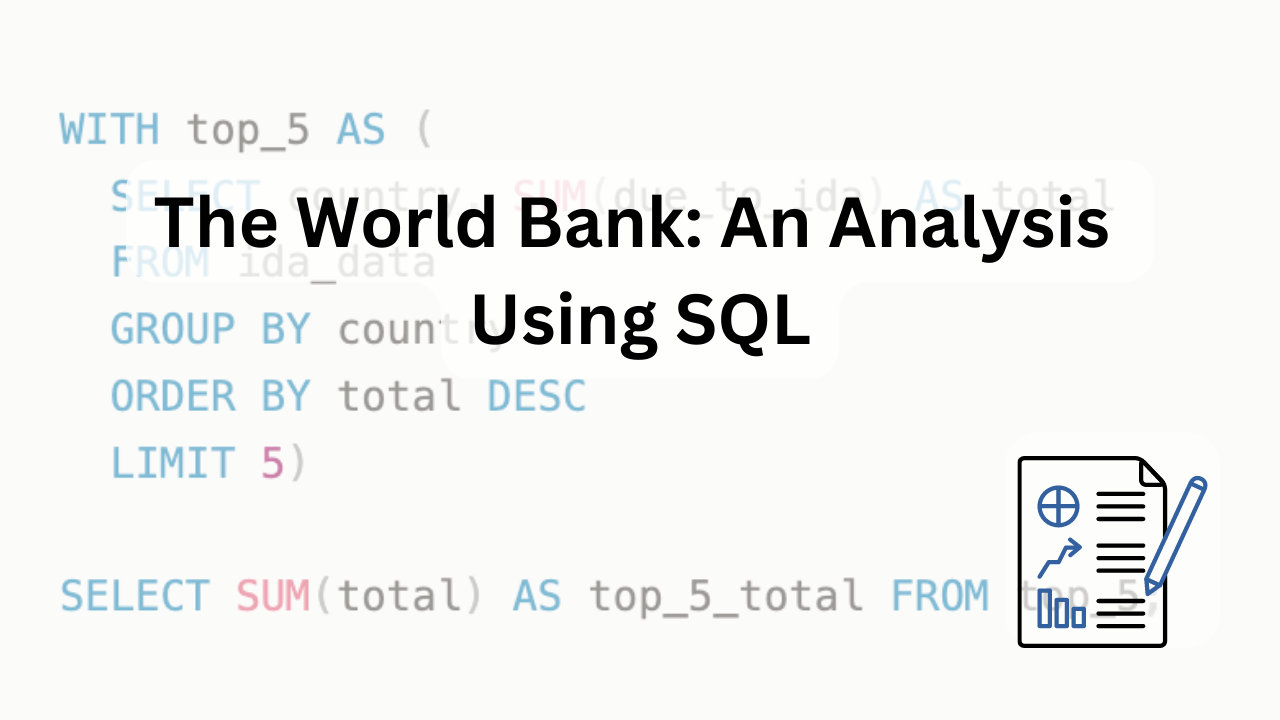 WITH top_5 AS (
SELECT country, SUM(due_to_ida) AS total
The World Bank: An Analysis
FROM ida_data
Using SQL
GROUP BY country
ORDER BY total DESC
LIMIT 5)
SELECT SUM(total) AS top_5_total FROM top_5;